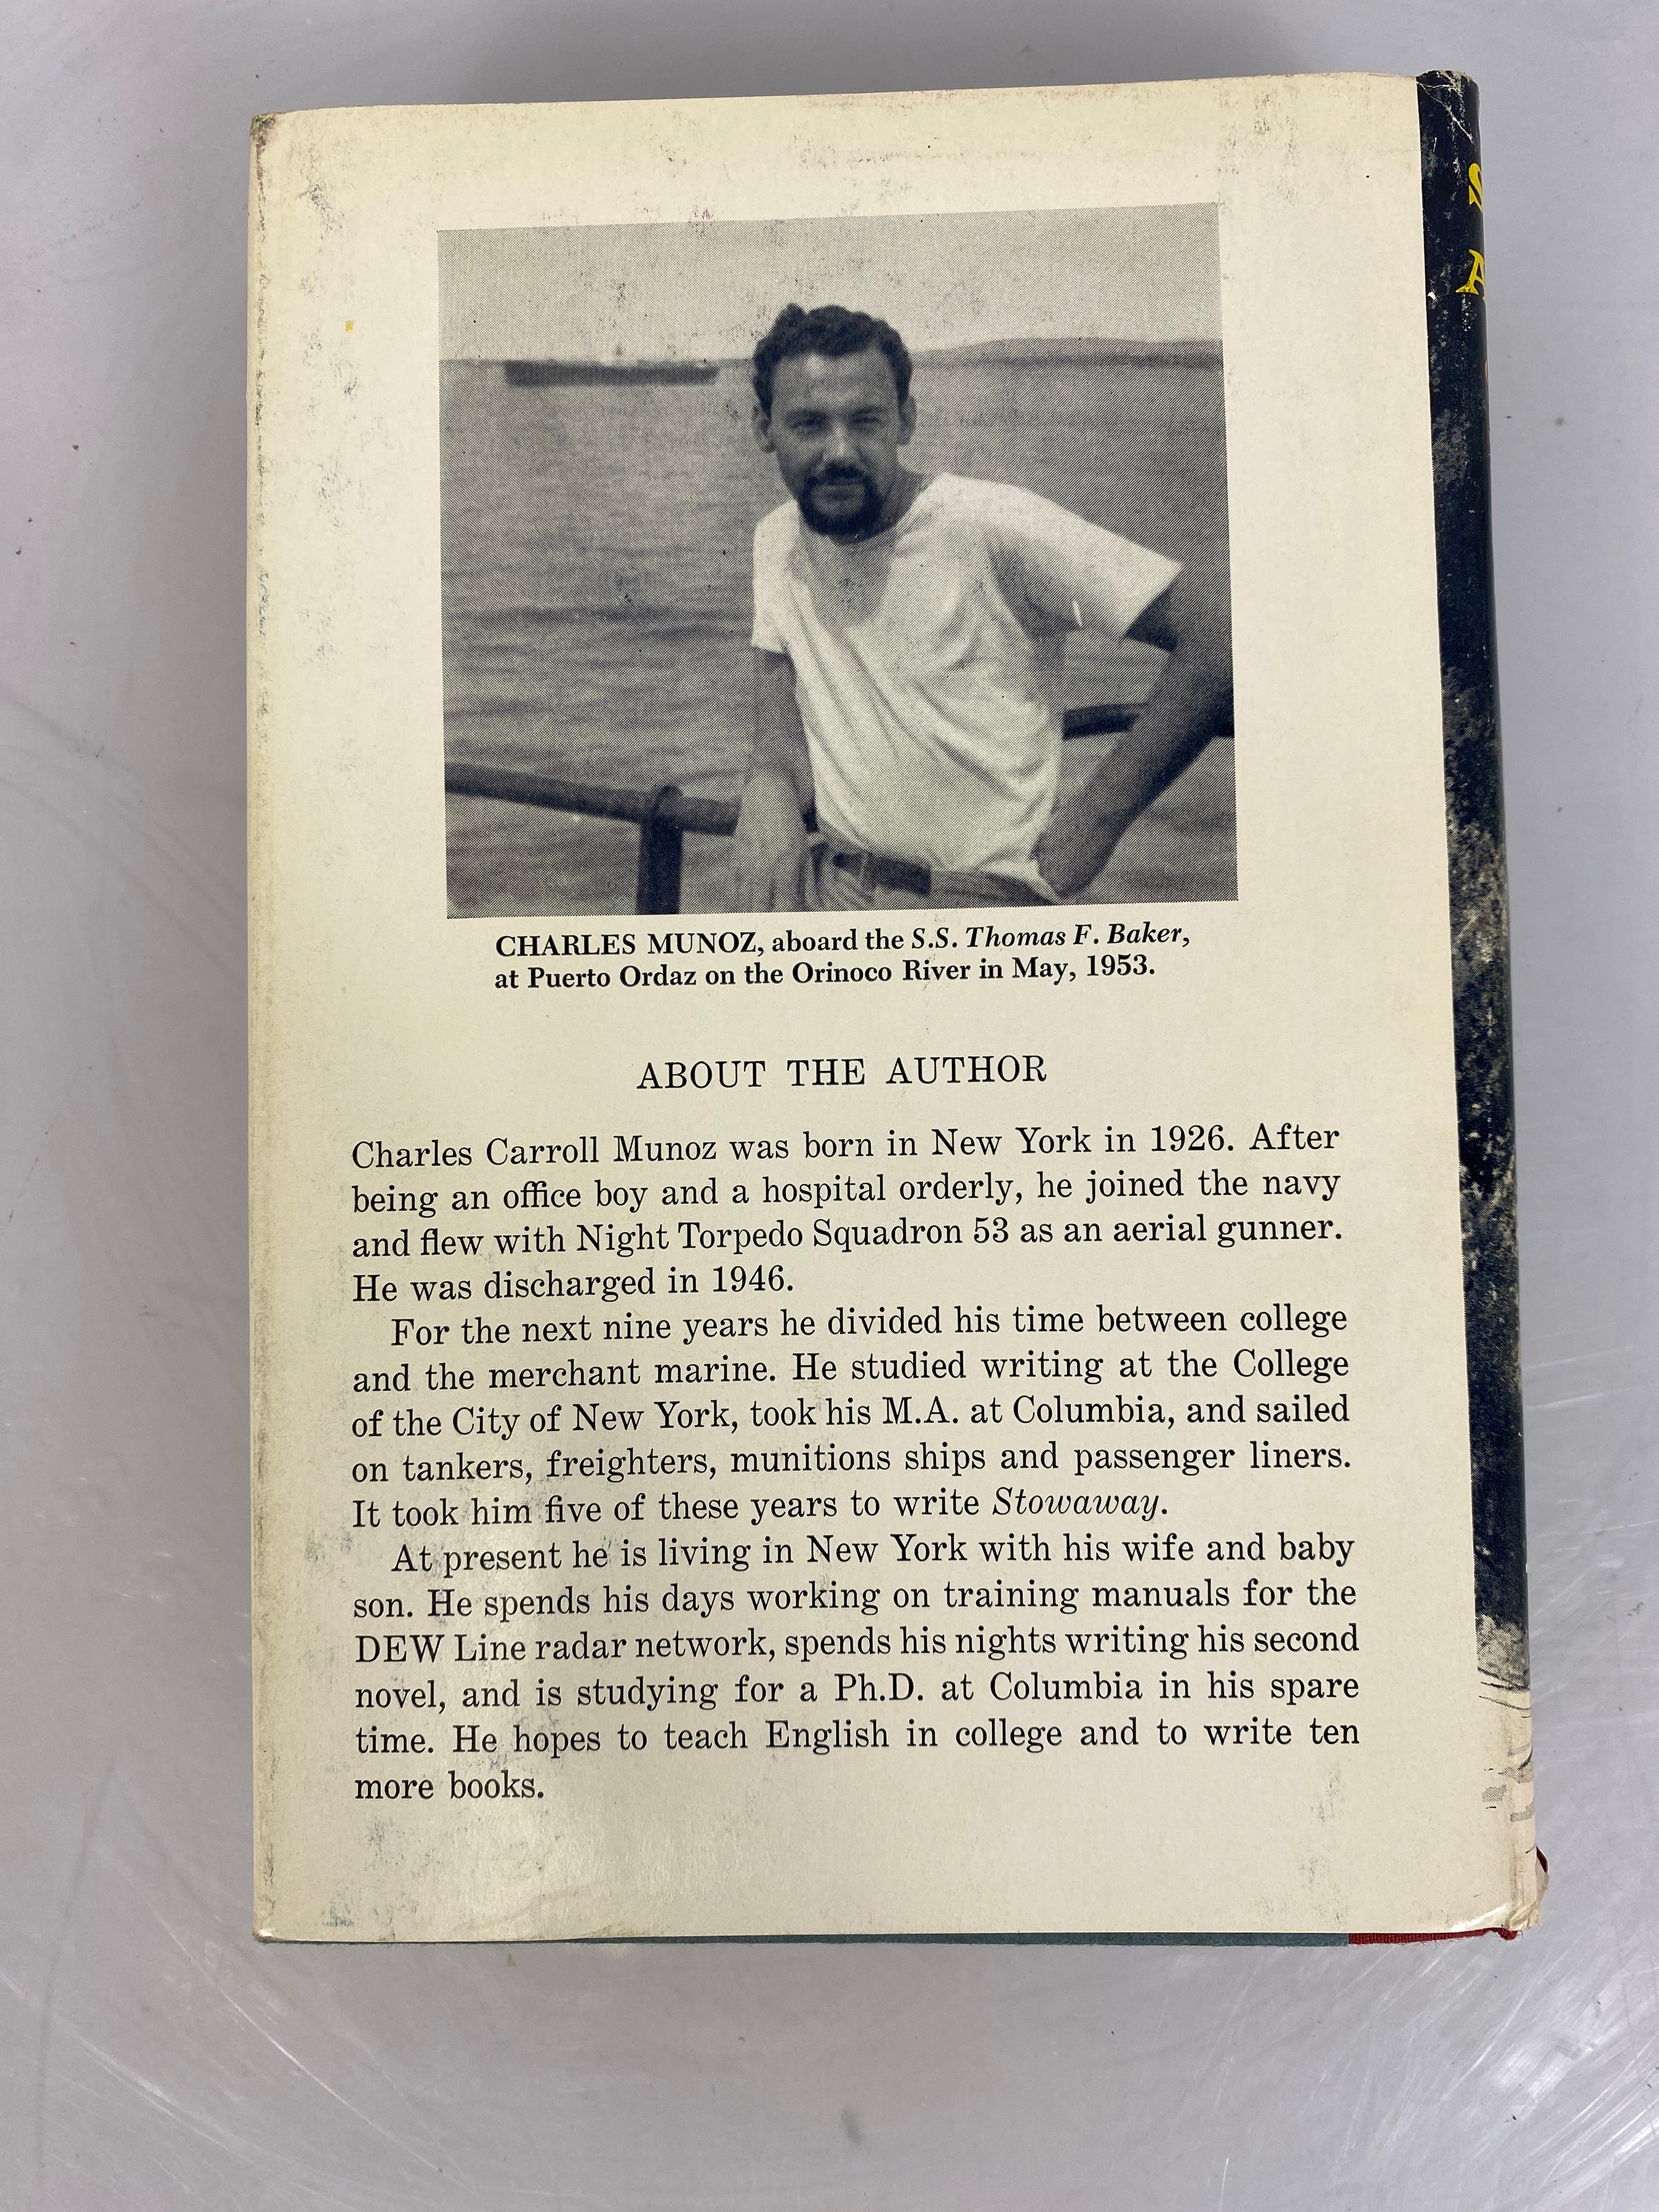 S
A
CHARLES MUNOZ, aboard the S.S. Thomas F. Baker,
at Puerto Ordaz on the Orinoco River in May, 1953.
ABOUT THE AUTHOR
Charles Carroll Munoz was born in New York in 1926. After
being an office boy and a hospital orderly, he joined the navy
and flew with Night Torpedo Squadron 53 as an aerial gunner.
He was discharged in 1946.
For the next nine years he divided his time between college
and the merchant marine. He studied writing at the College
of the City of New York, took his M.A. at Columbia, and sailed
on tankers, freighters, munitions ships and passenger liners.
It took him five of these years to write Stowaway.
At present he is living in New York with his wife and baby
son. He spends his days working on training manuals for the
DEW Line radar network, spends his nights writing his second
novel, and is studying for a Ph.D. at Columbia in his spare
time. He hopes to teach English in college and to write ten
more books.